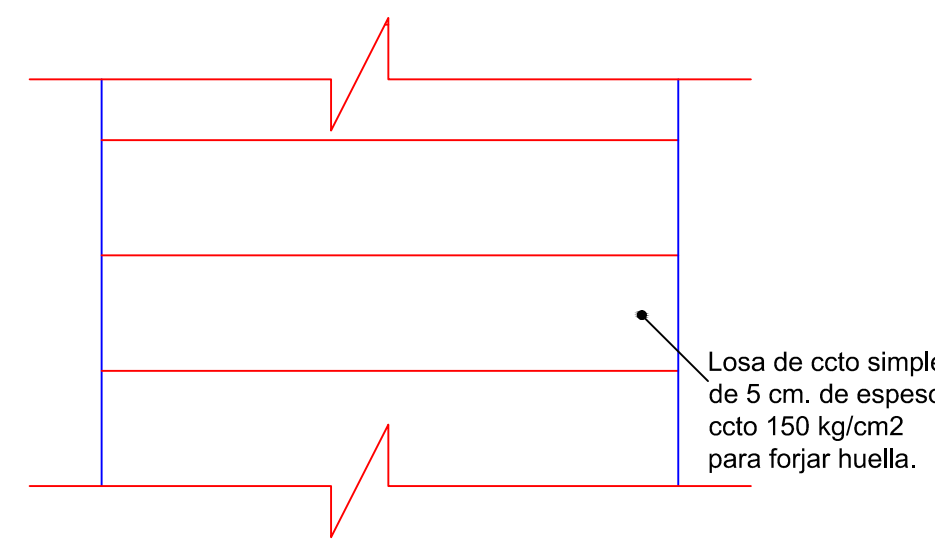 Losa de ccto simple
de 5 cm. de espeso
ccto 150 kg/cm2
para forjar huella.